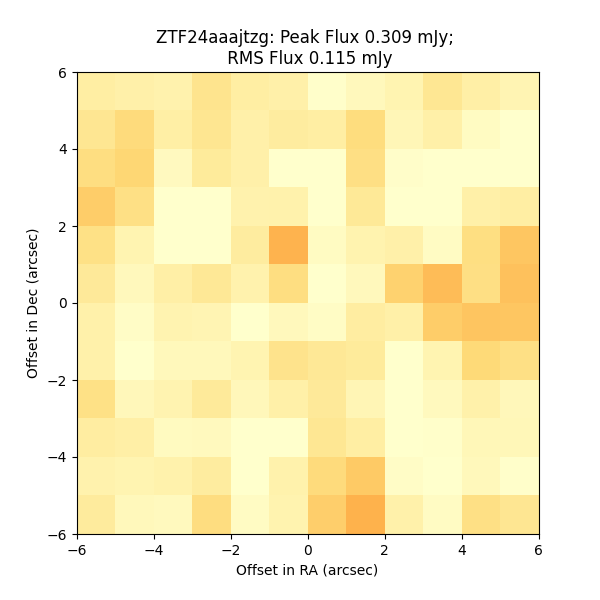 ZTF24aaajtzg: Peak Flux 0.309 mJy;
RMS Flux 0.115 mJy
6
4
2
0
−2
−4
−6
Offset in Dec (arcsec)
−6 −4 −2 0 2 4 6
Offset in RA (arcsec)